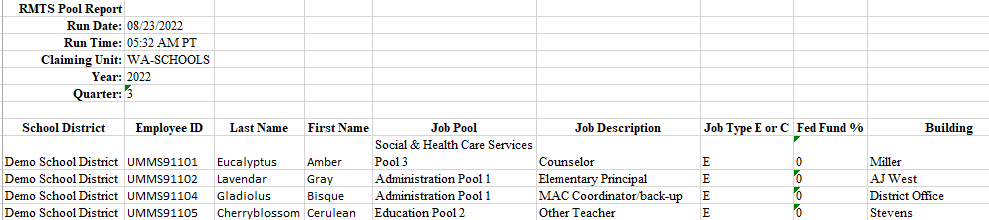 RMTS Pool Report
Run Date: 08/23/2022
Run Time: 05:32 AM PT
Claiming Unit: WA-SCHOOLS
Year: 2022
Quarter: 3
School District Employee ID Last Name First Name Job Pool Job Description Job Type E or C Fed Fund % Building
Social & Health Care Services
Demo School District UMMS91101 Eucalyptus Amber Pool 3 Counselor E 0 Miller
Demo School District UMMS91102 Lavendar Gray Administration Pool 1 Elementary Principal E 0 AJ West
Demo School District UMMS91104 Gladiolus Bisque Administration Pool 1 MAC Coordinator/back-up E 0 District Office
Demo School District UMMS91105 Cherryblossom Cerulean Education Pool 2 Other Teacher E 0 Stevens